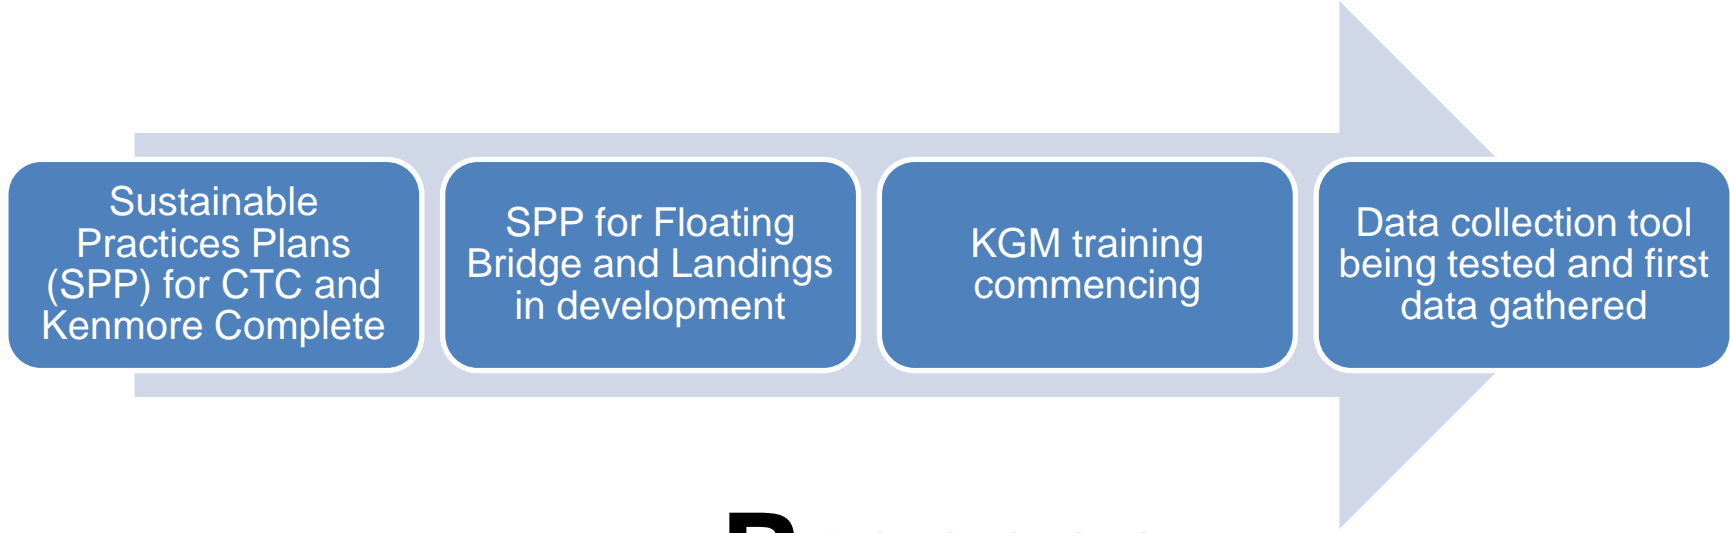 Sustainable
Practices Plans
(SPP) for CTC and
Kenmore Complete
SPP for Floating
Bridge and Landings
in development
KGM training
commencing
Data collection tool
being tested and first
data gathered